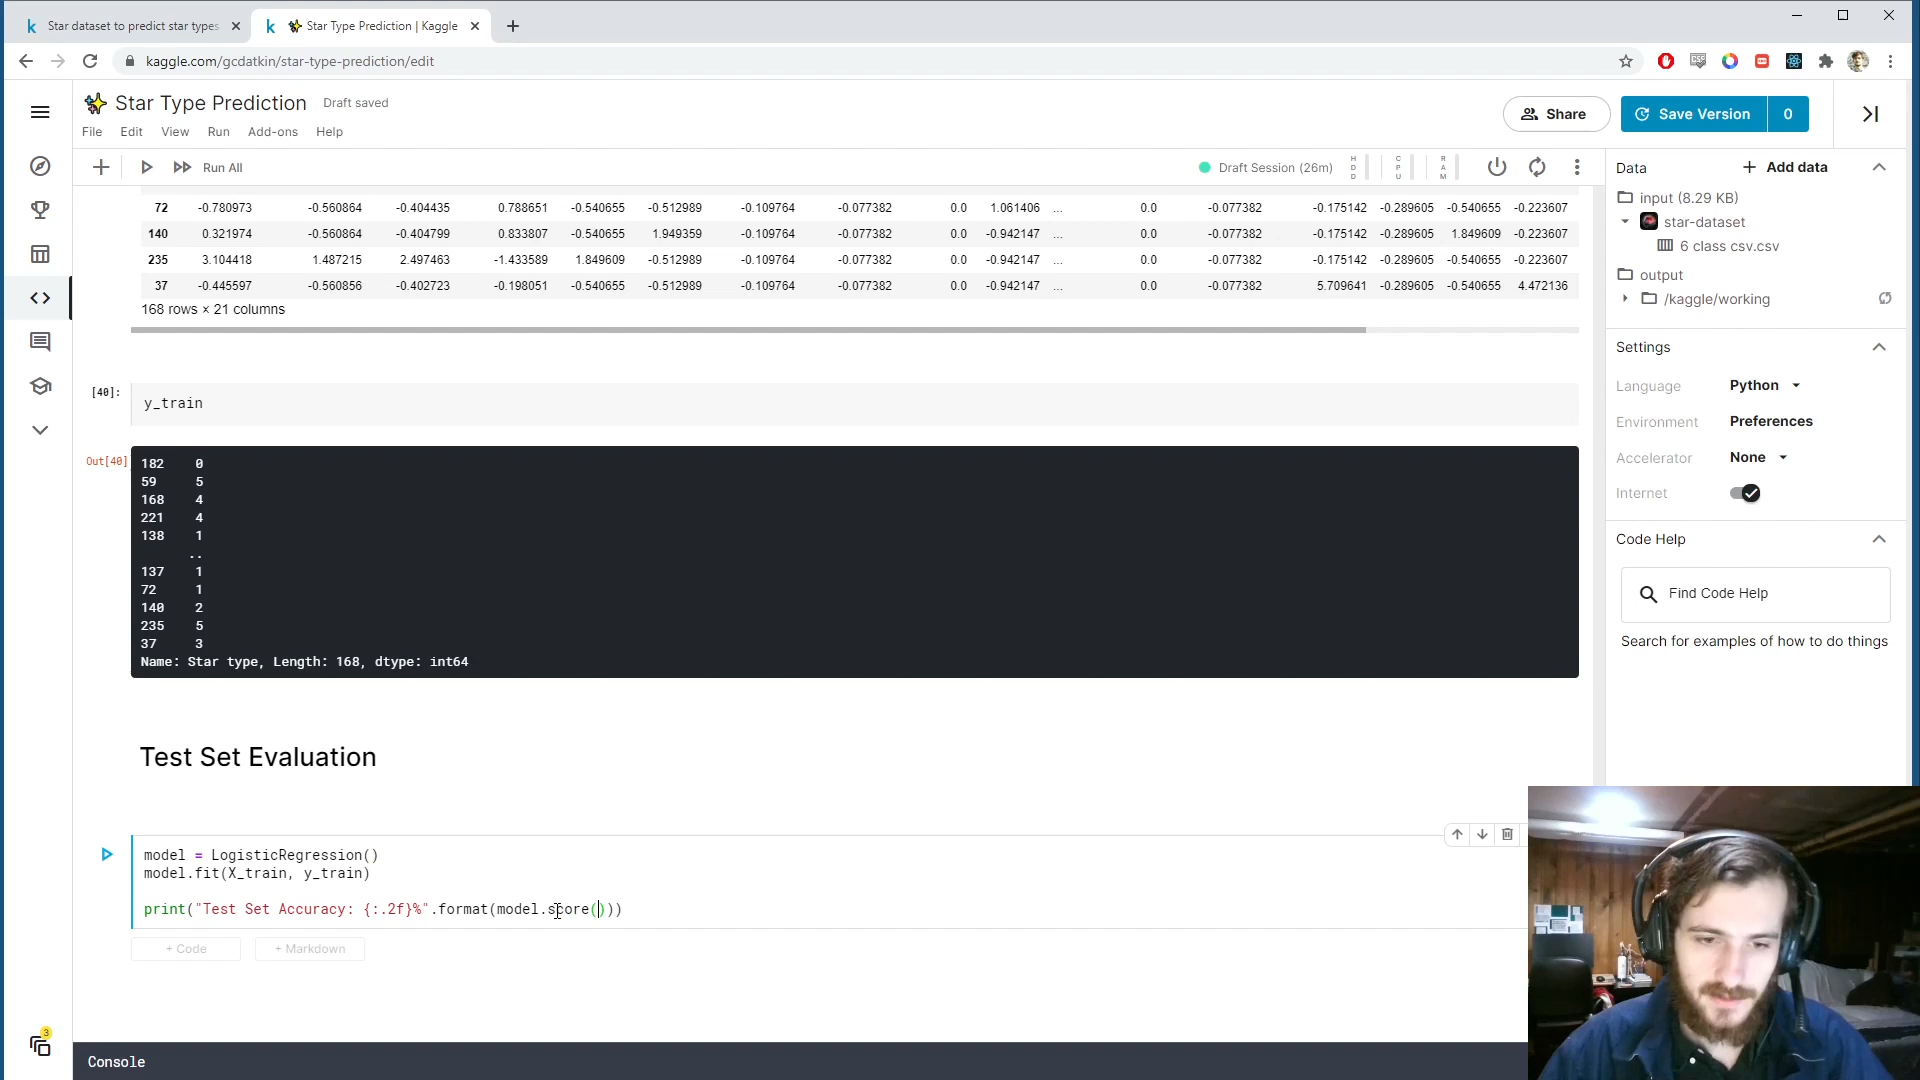 Star dataset to predict star types
Star Type Prediction | Kaggle
kaggle.com/gcdatkin/star-type-prediction/edit
Star Type Prediction
Draft saved
File Edit View Run Add-ons Help
Share
Save Version
0
Run All
Draft Session (26m)
HDD
CPU
RAM
72 -0.780973 -0.560864 -0.404435 0.788651 -0.540655 -0.512989 -0.109764 -0.077382 0.0 1.061406 ... 0.0 -0.077382 -0.175142 -0.289605 -0.540655 -0.223607
140 0.321974 -0.560864 -0.404799 0.833807 -0.540655 1.949359 -0.109764 -0.077382 0.0 -0.942147 ... 0.0 -0.077382 -0.175142 -0.289605 1.849609 -0.223607
235 3.104418 1.487215 2.497463 -1.433589 1.849609 -0.512989 -0.109764 -0.077382 0.0 -0.942147 ... 0.0 -0.077382 -0.175142 -0.289605 -0.540655 -0.223607
37 -0.445597 -0.560856 -0.402723 -0.198051 -0.540655 -0.512989 -0.109764 -0.077382 0.0 -0.942147 ... 0.0 -0.077382 5.709641 -0.289605 -0.540655 4.472136
168 rows × 21 columns
[40]:
y_train
Out[40]
182 0
59 5
168 4
221 4
138 1
..
137 1
72 1
140 2
235 5
37 3
Name: Star type, Length: 168, dtype: int64
Test Set Evaluation
model = LogisticRegression()
model.fit(X_train, y_train)
print("Test Set Accuracy: {:.2f}%".format(model.score()))
+ Code
+ Markdown
3
Console
Data
Add data
input (8.29 KB)
star-dataset
6 class csv.csv
output
/kaggle/working
Settings
Language Python
Environment Preferences
Accelerator None
Internet
Code Help
Find Code Help
Search for examples of how to do things